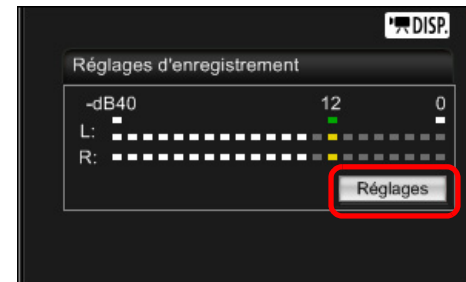 DISP.
Réglages d'enregistrement
-dB40 12 0
L:
R:
Réglages